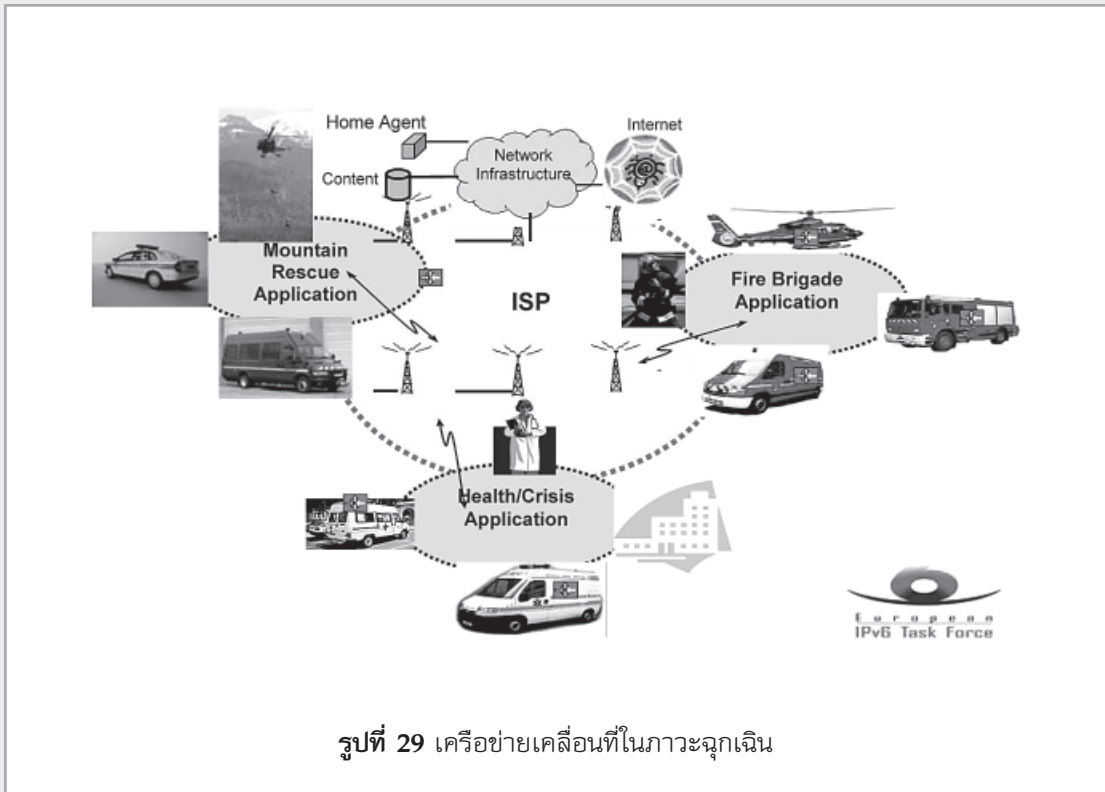 Home Agent
Internet
Network
Infrastructure
Content
@
Mountain
Rescue
Application
ISP
Fire Brigade
Application
Health/Crisis
Application
European
IPv6 Task Force
รูปที่ 29 เครือข่ายเคลื่อนที่ในภาวะฉุกเฉิน